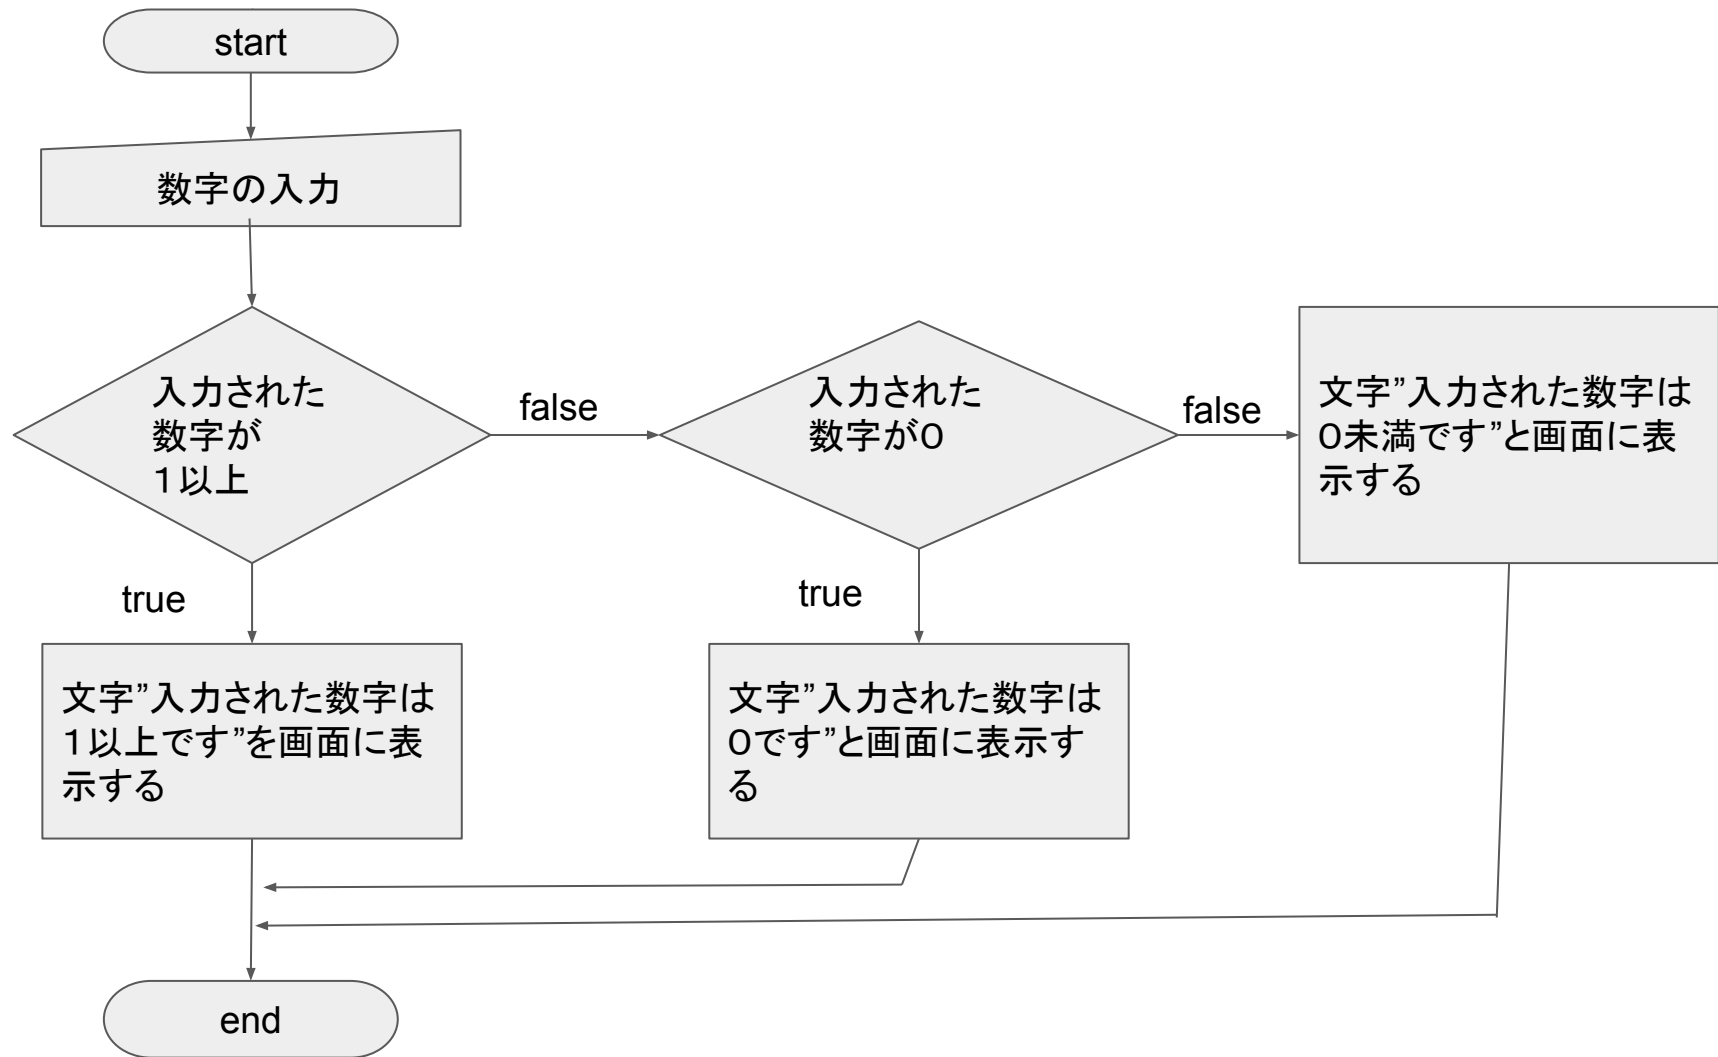 start
数字の入力
入力された
数字が
１以上
false
入力された
数字が０
false
文字”入力された数字は
０未満です”と画面に表
示する
true
true
文字”入力された数字は
１以上です”を画面に表
示する
文字”入力された数字は
０です”と画面に表示す
る
end